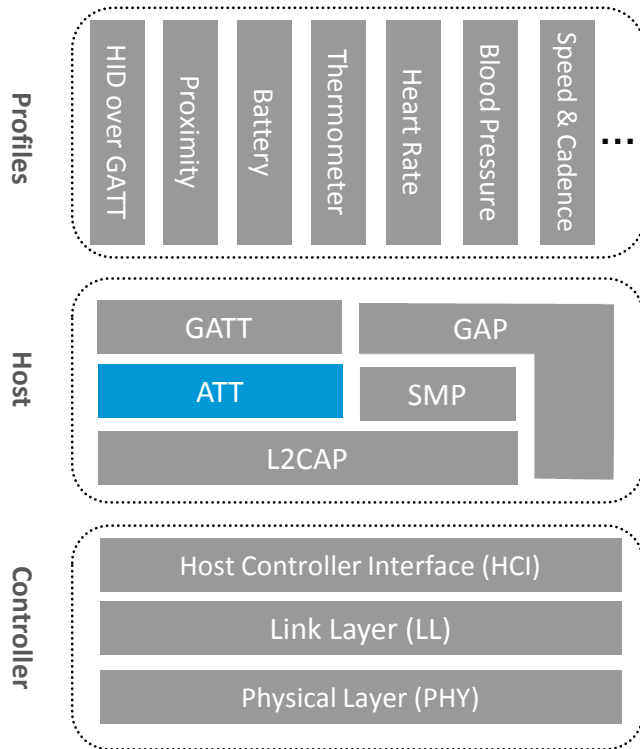 Profiles
HID over GATT
Proximity
Battery
Thermometer
Heart Rate
Blood Pressure
Speed & Cadence
...
Host
GATT
GAP
ATT
SMP
L2CAP
Controller
Host Controller Interface (HCI)
Link Layer (LL)
Physical Layer (PHY)